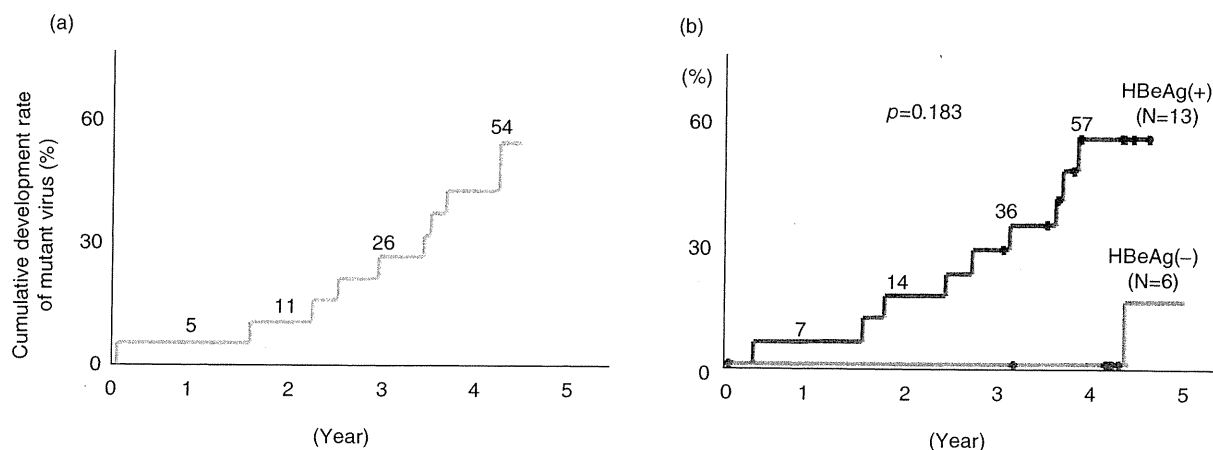 (a)
Cumulative development rate
of mutant virus (%)
60
30
0
5
11
26
54
0 1 2 3 4 5
(Year)
(b)
(%)
60
30
0
p=0.183
7
14
36
57
HBeAg(+)
(N=13)
HBeAg(−)
(N=6)
0 1 2 3 4 5
(Year)